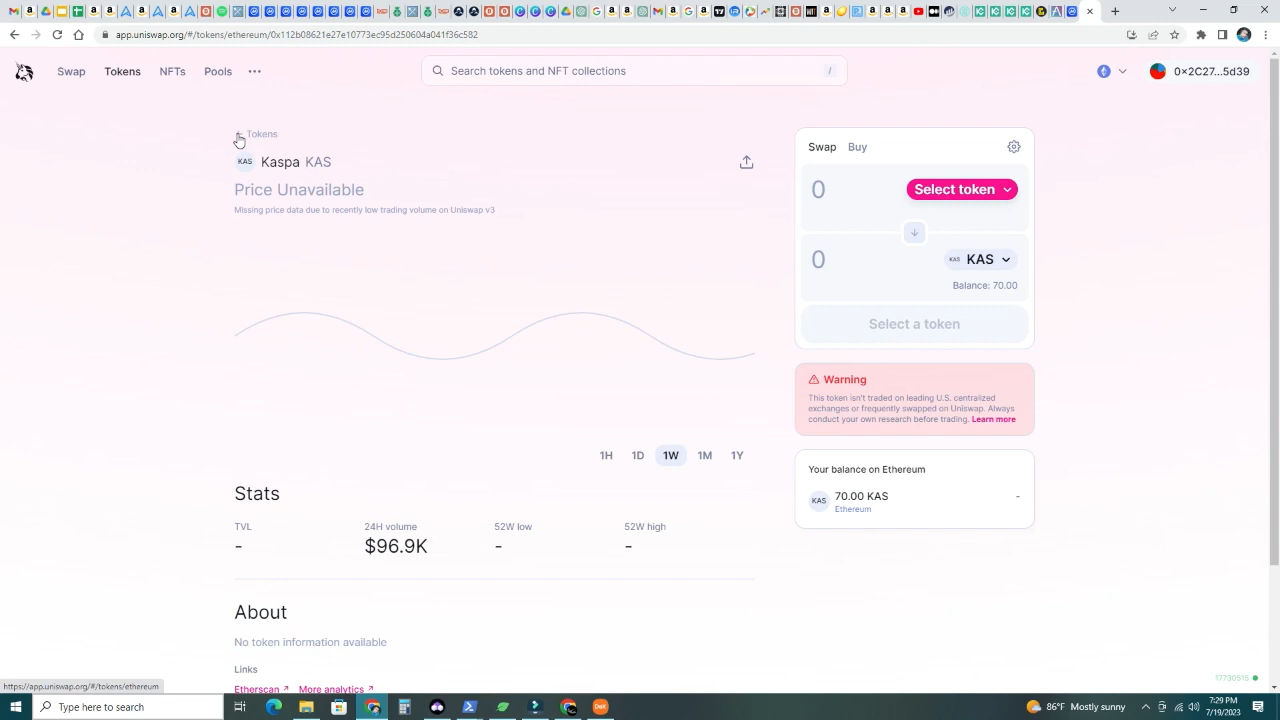 app.uniswap.org/#/tokens/ethereum/0x112b08621e27e10773ec95d250604a041f36c582
Swap Tokens NFTs Pools
Search tokens and NFT collections /
0x2C27...5d39
← Tokens
KAS Kaspa KAS
Price Unavailable
Missing price data due to recently low trading volume on Uniswap v3
1H 1D 1W 1M 1Y
Stats
TVL 24H volume 52W low 52W high
- $96.9K - -
About
No token information available
Links
Etherscan ↗ More analytics ↗
Swap Buy
0 Select token
0 KAS KAS
Balance: 70.00
Select a token
Warning
This token isn't traded on leading U.S. centralized
exchanges or frequently swapped on Uniswap. Always
conduct your own research before trading. Learn more
Your balance on Ethereum
KAS 70.00 KAS -
Ethereum
17730515
https://app.uniswap.org/#/tokens/ethereum
Type here to search
Dell
86°F Mostly sunny
7:29 PM
7/19/2023